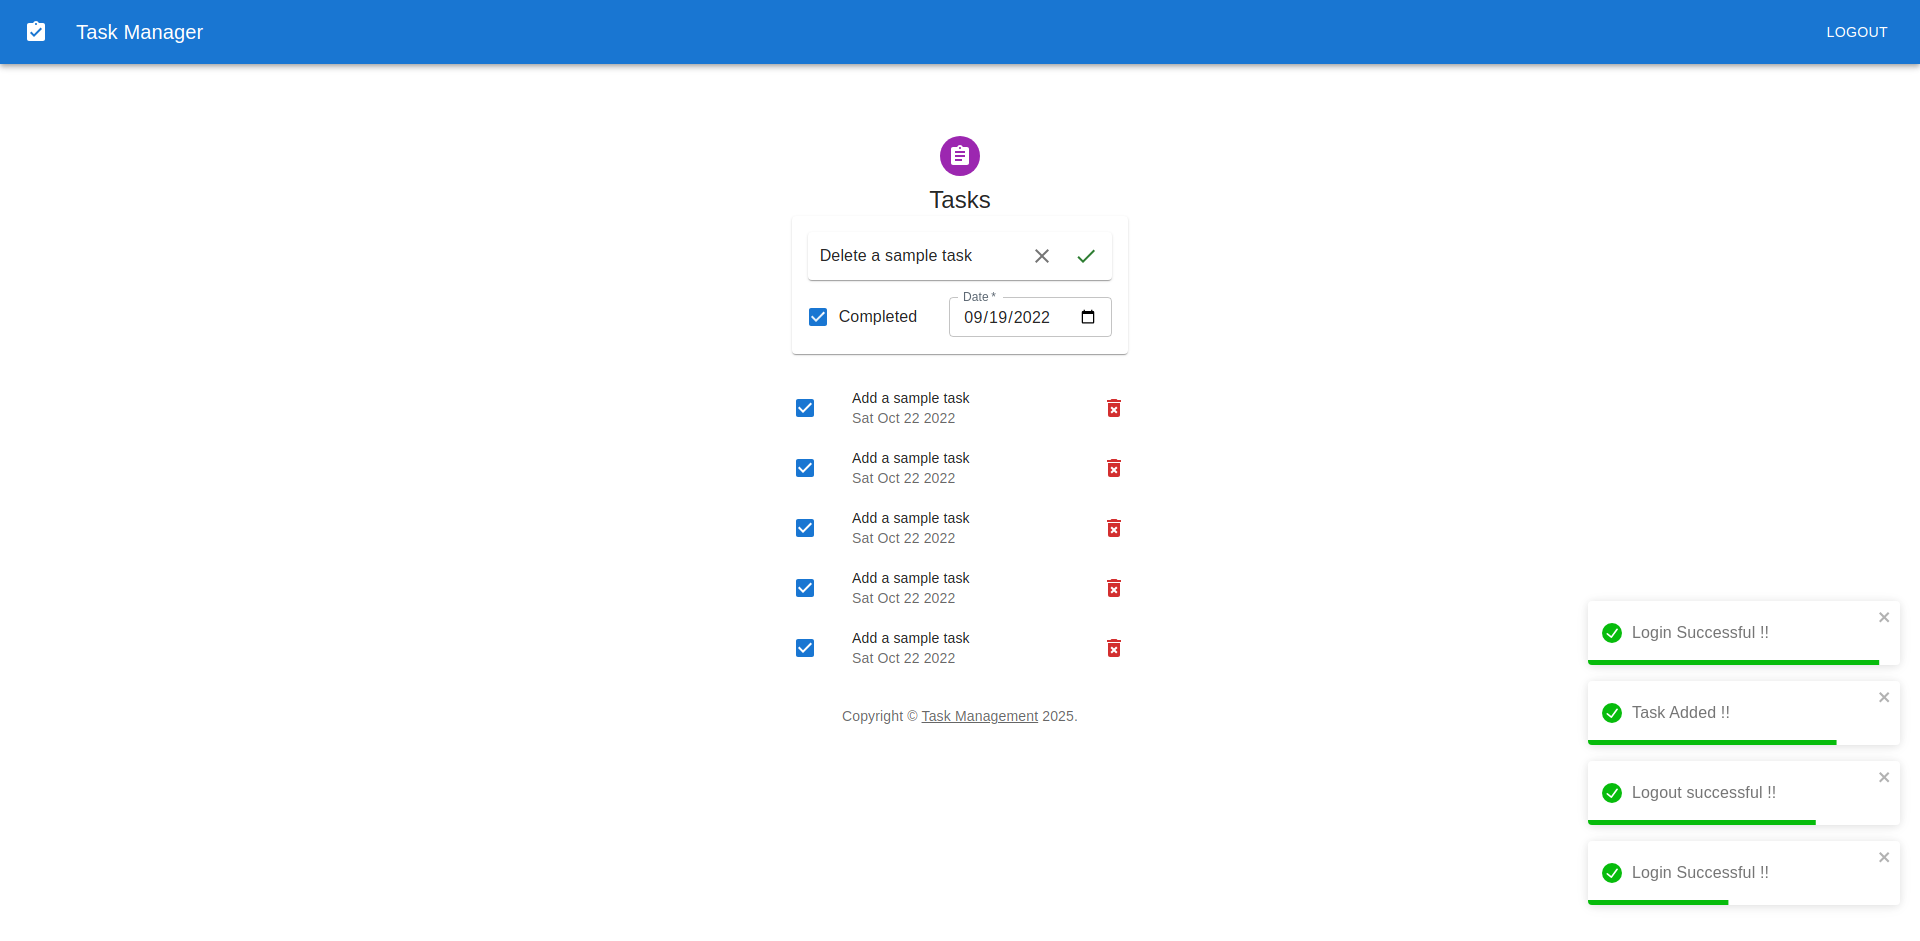 Task Manager
LOGOUT
Tasks
Delete a sample task
Completed
Date *
09/19/2022
Add a sample task
Sat Oct 22 2022
Add a sample task
Sat Oct 22 2022
Add a sample task
Sat Oct 22 2022
Add a sample task
Sat Oct 22 2022
Add a sample task
Sat Oct 22 2022
Copyright © Task Management 2025.
Login Successful !!
Task Added !!
Logout successful !!
Login Successful !!